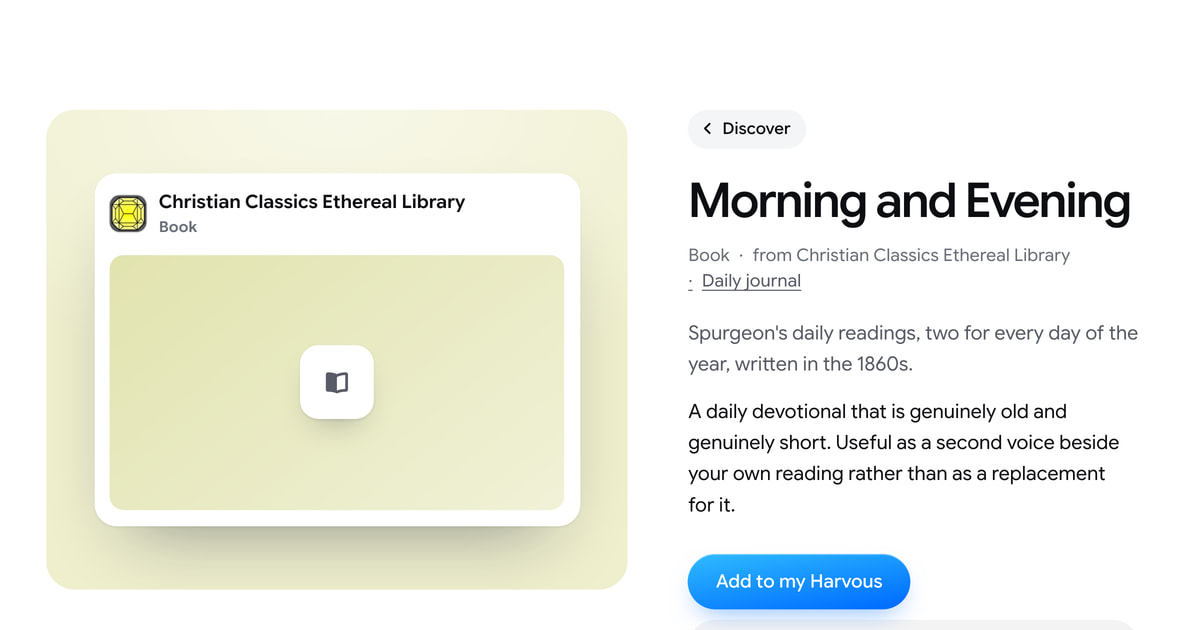 Christian Classics Ethereal Library
Book
Discover
Morning and Evening
Book · from Christian Classics Ethereal Library
· Daily journal
Spurgeon's daily readings, two for every day of the
year, written in the 1860s.
A daily devotional that is genuinely old and
genuinely short. Useful as a second voice beside
your own reading rather than as a replacement
for it.
Add to my Harvous